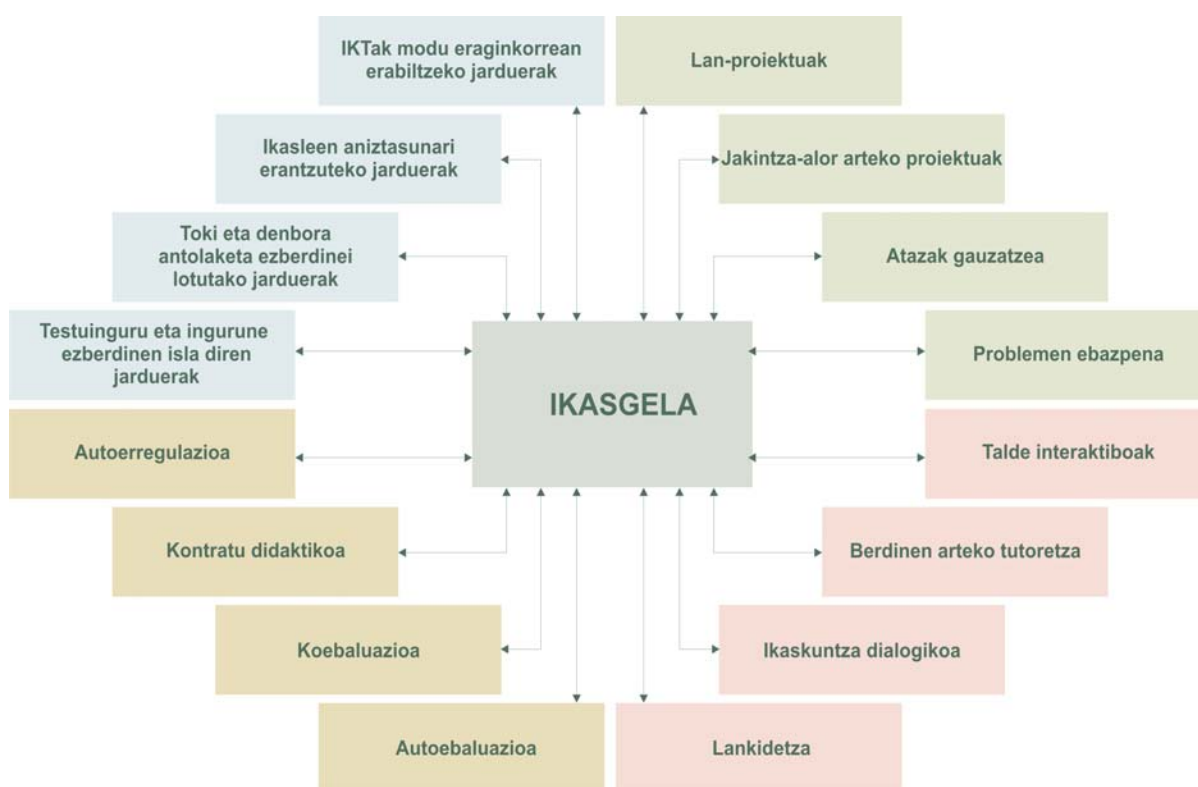 IKTak modu eraginkorrean
erabiltzeko jarduerak
Lan-proiektuak
Ikasleen aniztasunari
erantzuteko jarduerak
Jakintza-alor arteko proiektuak
Toki eta denbora
antolaketa ezberdinei
lotutako jarduerak
Atazak gauzatzea
Testuinguru eta ingurune
ezberdinen isla diren
jarduerak
Problemen ebazpena
IKASGELA
Autoerregulazioa
Talde interaktiboak
Kontratu didaktikoa
Berdinen arteko tutoretza
Koebaluazioa
Ikaskuntza dialogikoa
Autoebaluazioa
Lankidetza